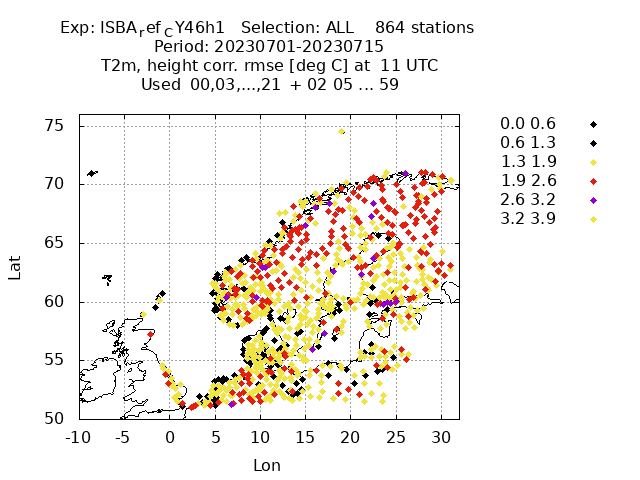 Exp: ISBA_ref_CY46h1   Selection: ALL    864 stations
Period: 20230701-20230715
T2m, height corr. rmse [deg C] at  11 UTC
Used  00,03,...,21  + 02 05 ... 59
0.0 0.6
0.6 1.3
1.3 1.9
1.9 2.6
2.6 3.2
3.2 3.9
75
70
65
60
55
50
Lat
-10 -5 0 5 10 15 20 25 30
Lon